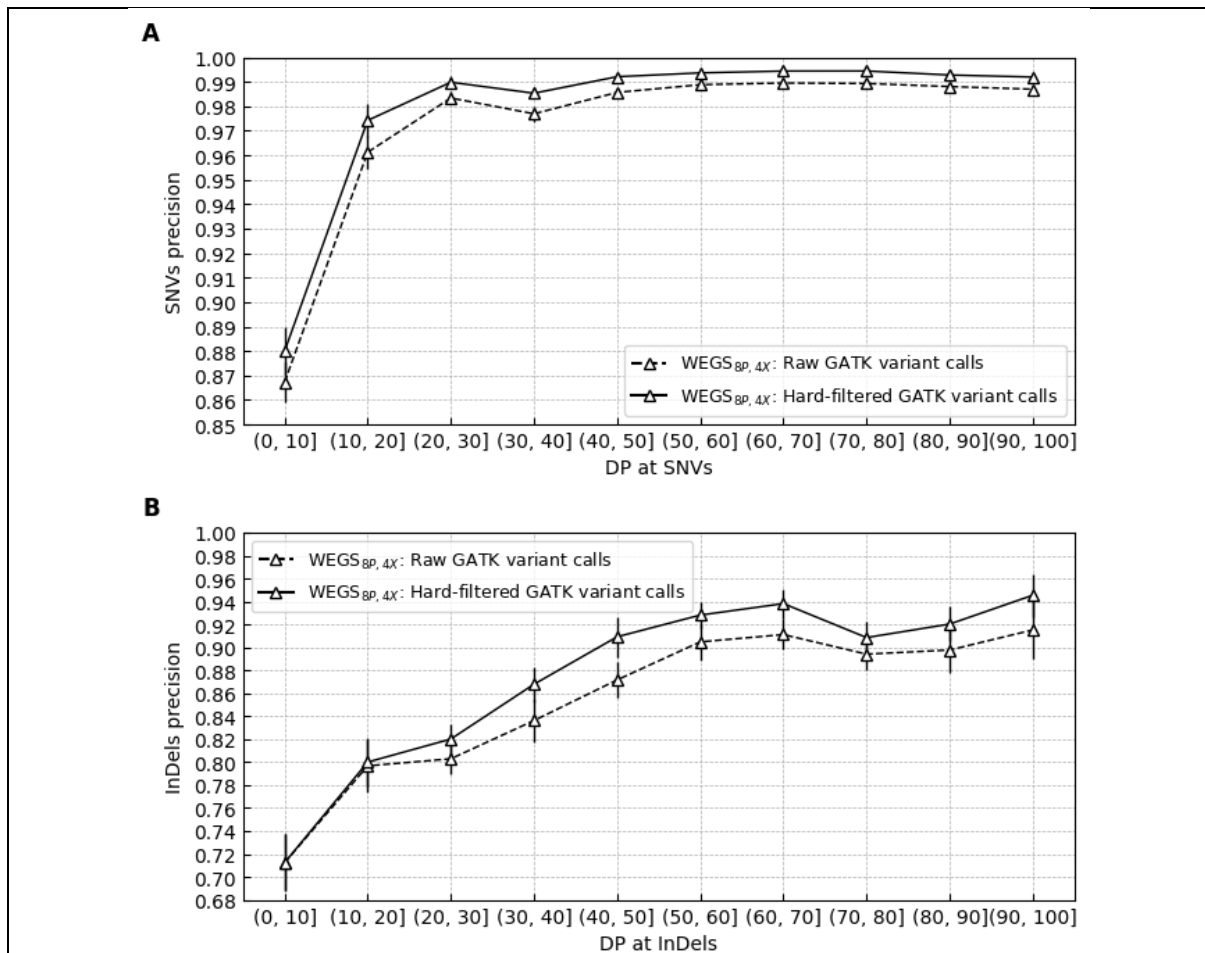 A
1.00
0.99
0.98
0.97
0.96
0.95
0.94
0.93
0.92
0.91
0.90
0.89
0.88
0.87
0.86
0.85
SNVs precision
WEGS8P, 4X: Raw GATK variant calls
WEGS8P, 4X: Hard-filtered GATK variant calls
(0, 10] (10, 20] (20, 30] (30, 40] (40, 50] (50, 60] (60, 70] (70, 80] (80, 90] (90, 100]
DP at SNVs
B
1.00
0.98
0.96
0.94
0.92
0.90
0.88
0.86
0.84
0.82
0.80
0.78
0.76
0.74
0.72
0.70
0.68
InDels precision
WEGS8P, 4X: Raw GATK variant calls
WEGS8P, 4X: Hard-filtered GATK variant calls
(0, 10] (10, 20] (20, 30] (30, 40] (40, 50] (50, 60] (60, 70] (70, 80] (80, 90] (90, 100]
DP at InDels